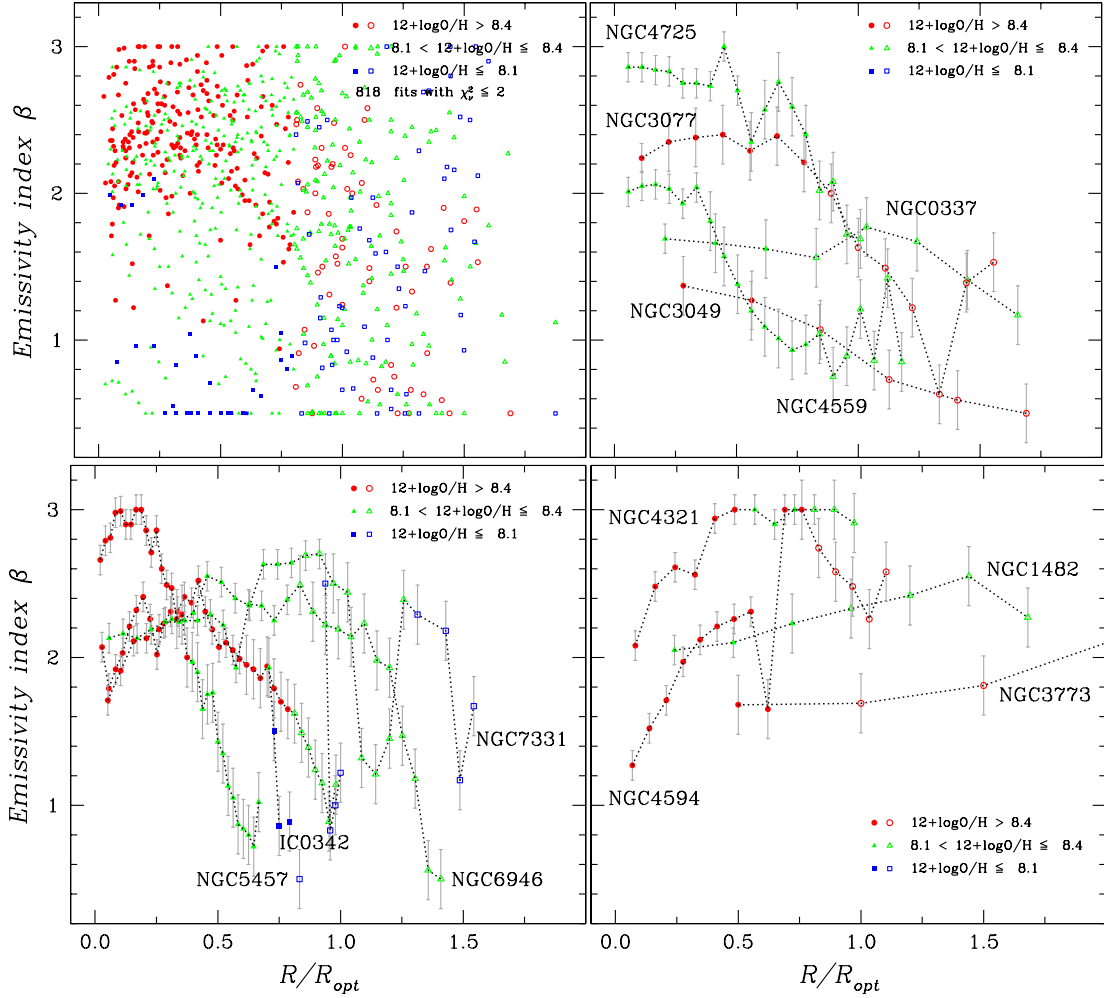 12+logO/H > 8.4
8.1 < 12+logO/H ≦ 8.4
12+logO/H ≦ 8.1
818 fits with χ²ᵥ ≦ 2
3
2
1
Emissivity index β
12+logO/H > 8.4
8.1 < 12+logO/H ≦ 8.4
12+logO/H ≦ 8.1
NGC4725
NGC3077
NGC0337
NGC3049
NGC4559
12+logO/H > 8.4
8.1 < 12+logO/H ≦ 8.4
12+logO/H ≦ 8.1
3
2
1
Emissivity index β
NGC7331
IC0342
NGC5457
NGC6946
0.0 0.5 1.0 1.5
R/Ropt
NGC4321
NGC1482
NGC3773
NGC4594
12+logO/H > 8.4
8.1 < 12+logO/H ≦ 8.4
12+logO/H ≦ 8.1
0.0 0.5 1.0 1.5
R/Ropt